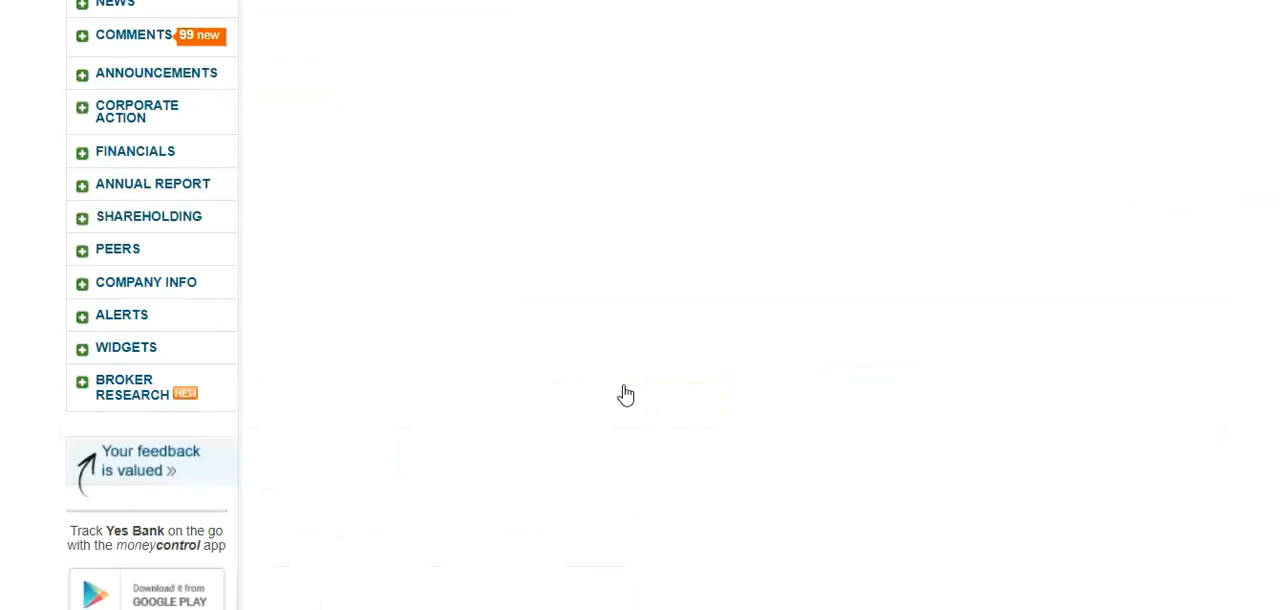 NEWS
COMMENTS 99 new
ANNOUNCEMENTS
CORPORATE
ACTION
FINANCIALS
ANNUAL REPORT
SHAREHOLDING
PEERS
COMPANY INFO
ALERTS
WIDGETS
BROKER
RESEARCH NEW
Your feedback
is valued »
Track Yes Bank on the go
with the moneycontrol app
Download it from
GOOGLE PLAY